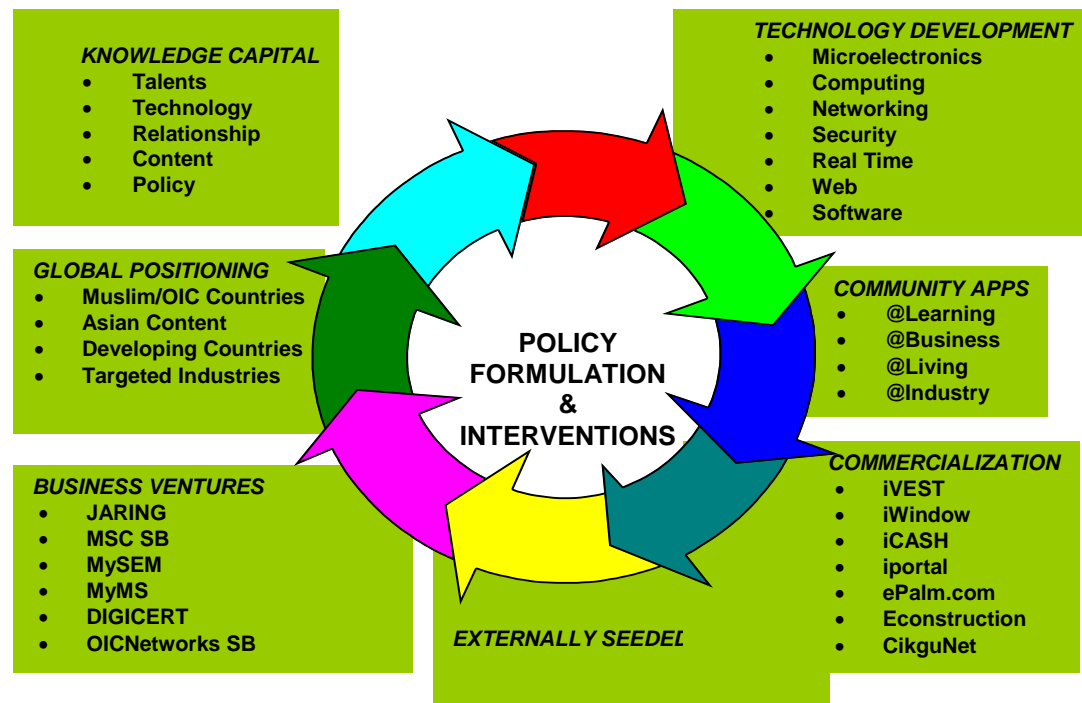 KNOWLEDGE CAPITAL
• Talents
• Technology
• Relationship
• Content
• Policy
TECHNOLOGY DEVELOPMENT
• Microelectronics
• Computing
• Networking
• Security
• Real Time
• Web
• Software
GLOBAL POSITIONING
• Muslim/OIC Countries
• Asian Content
• Developing Countries
• Targeted Industries
COMMUNITY APPS
• @Learning
• @Business
• @Living
• @Industry
POLICY
FORMULATION
&
INTERVENTIONS
BUSINESS VENTURES
• JARING
• MSC SB
• MySEM
• MyMS
• DIGICERT
• OICNetworks SB
EXTERNALLY SEEDED
COMMERCIALIZATION
• iVEST
• iWindow
• iCASH
• iportal
• ePalm.com
• Econstruction
• CikguNet